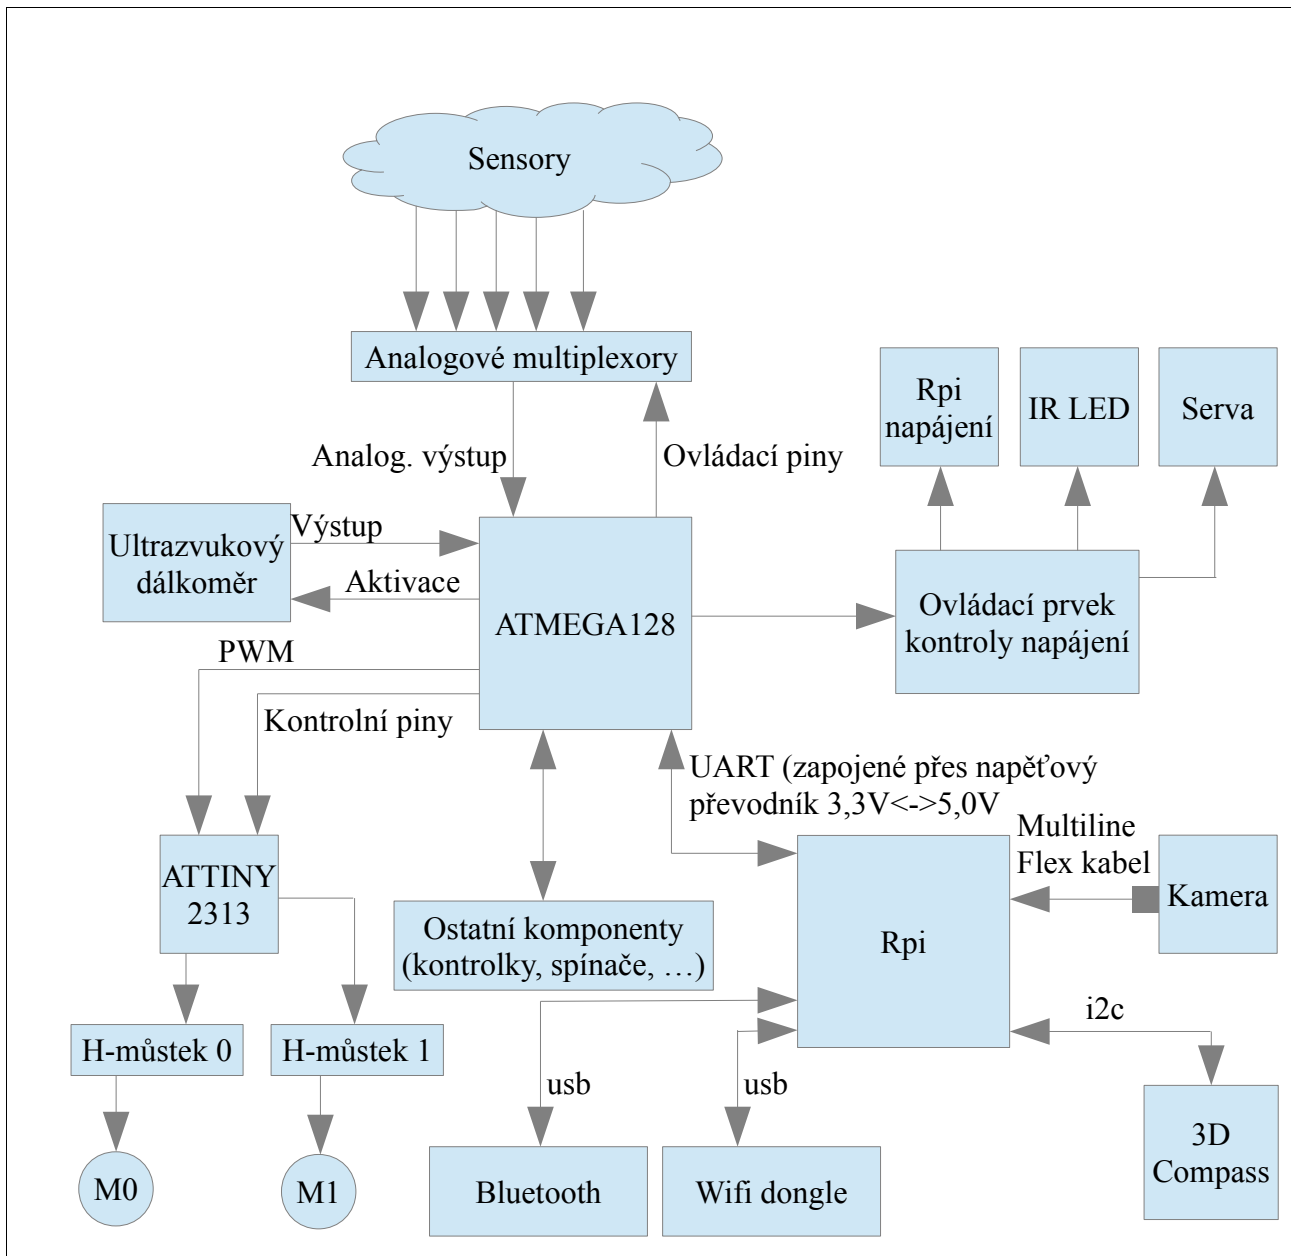 Sensory
Analogové multiplexory
Rpi
napájení
IR LED
Serva
Analog. výstup
Ovládací piny
Ultrazvukový
dálkoměr
Výstup
Aktivace
ATMEGA128
Ovládací prvek
kontroly napájení
PWM
Kontrolní piny
UART (zapojené přes napěťový
převodník 3,3V<->5,0V
Multiline
Flex kabel
Kamera
ATTINY
2313
Ostatní komponenty
(kontrolky, spínače, …)
Rpi
i2c
H-můstek 0
H-můstek 1
usb
usb
3D
Compass
M0
M1
Bluetooth
Wifi dongle